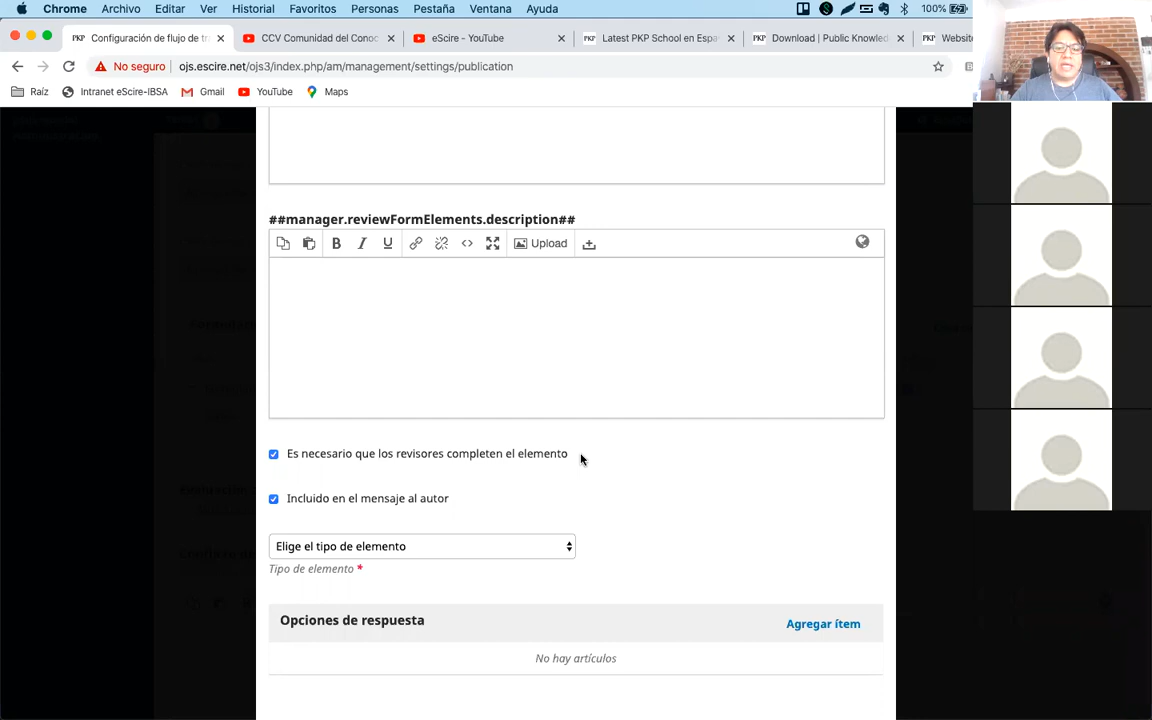 Chrome Archivo Editar Ver Historial Favoritos Personas Pestaña Ventana Ayuda 100%
PKP Configuración de flujo de tr
CCV Comunidad del Conoc
eScire - YouTube
PKP Latest PKP School en Espa
PKP Download | Public Knowled
PKP Website
No seguro ojs.escire.net/ojs3/index.php/am/management/settings/publication
Raíz Intranet eScire-IBSA Gmail YouTube Maps
##manager.reviewFormElements.description##
B I U Upload
Es necesario que los revisores completen el elemento
Incluido en el mensaje al autor
Elige el tipo de elemento
Tipo de elemento *
Opciones de respuesta Agregar ítem
No hay artículos